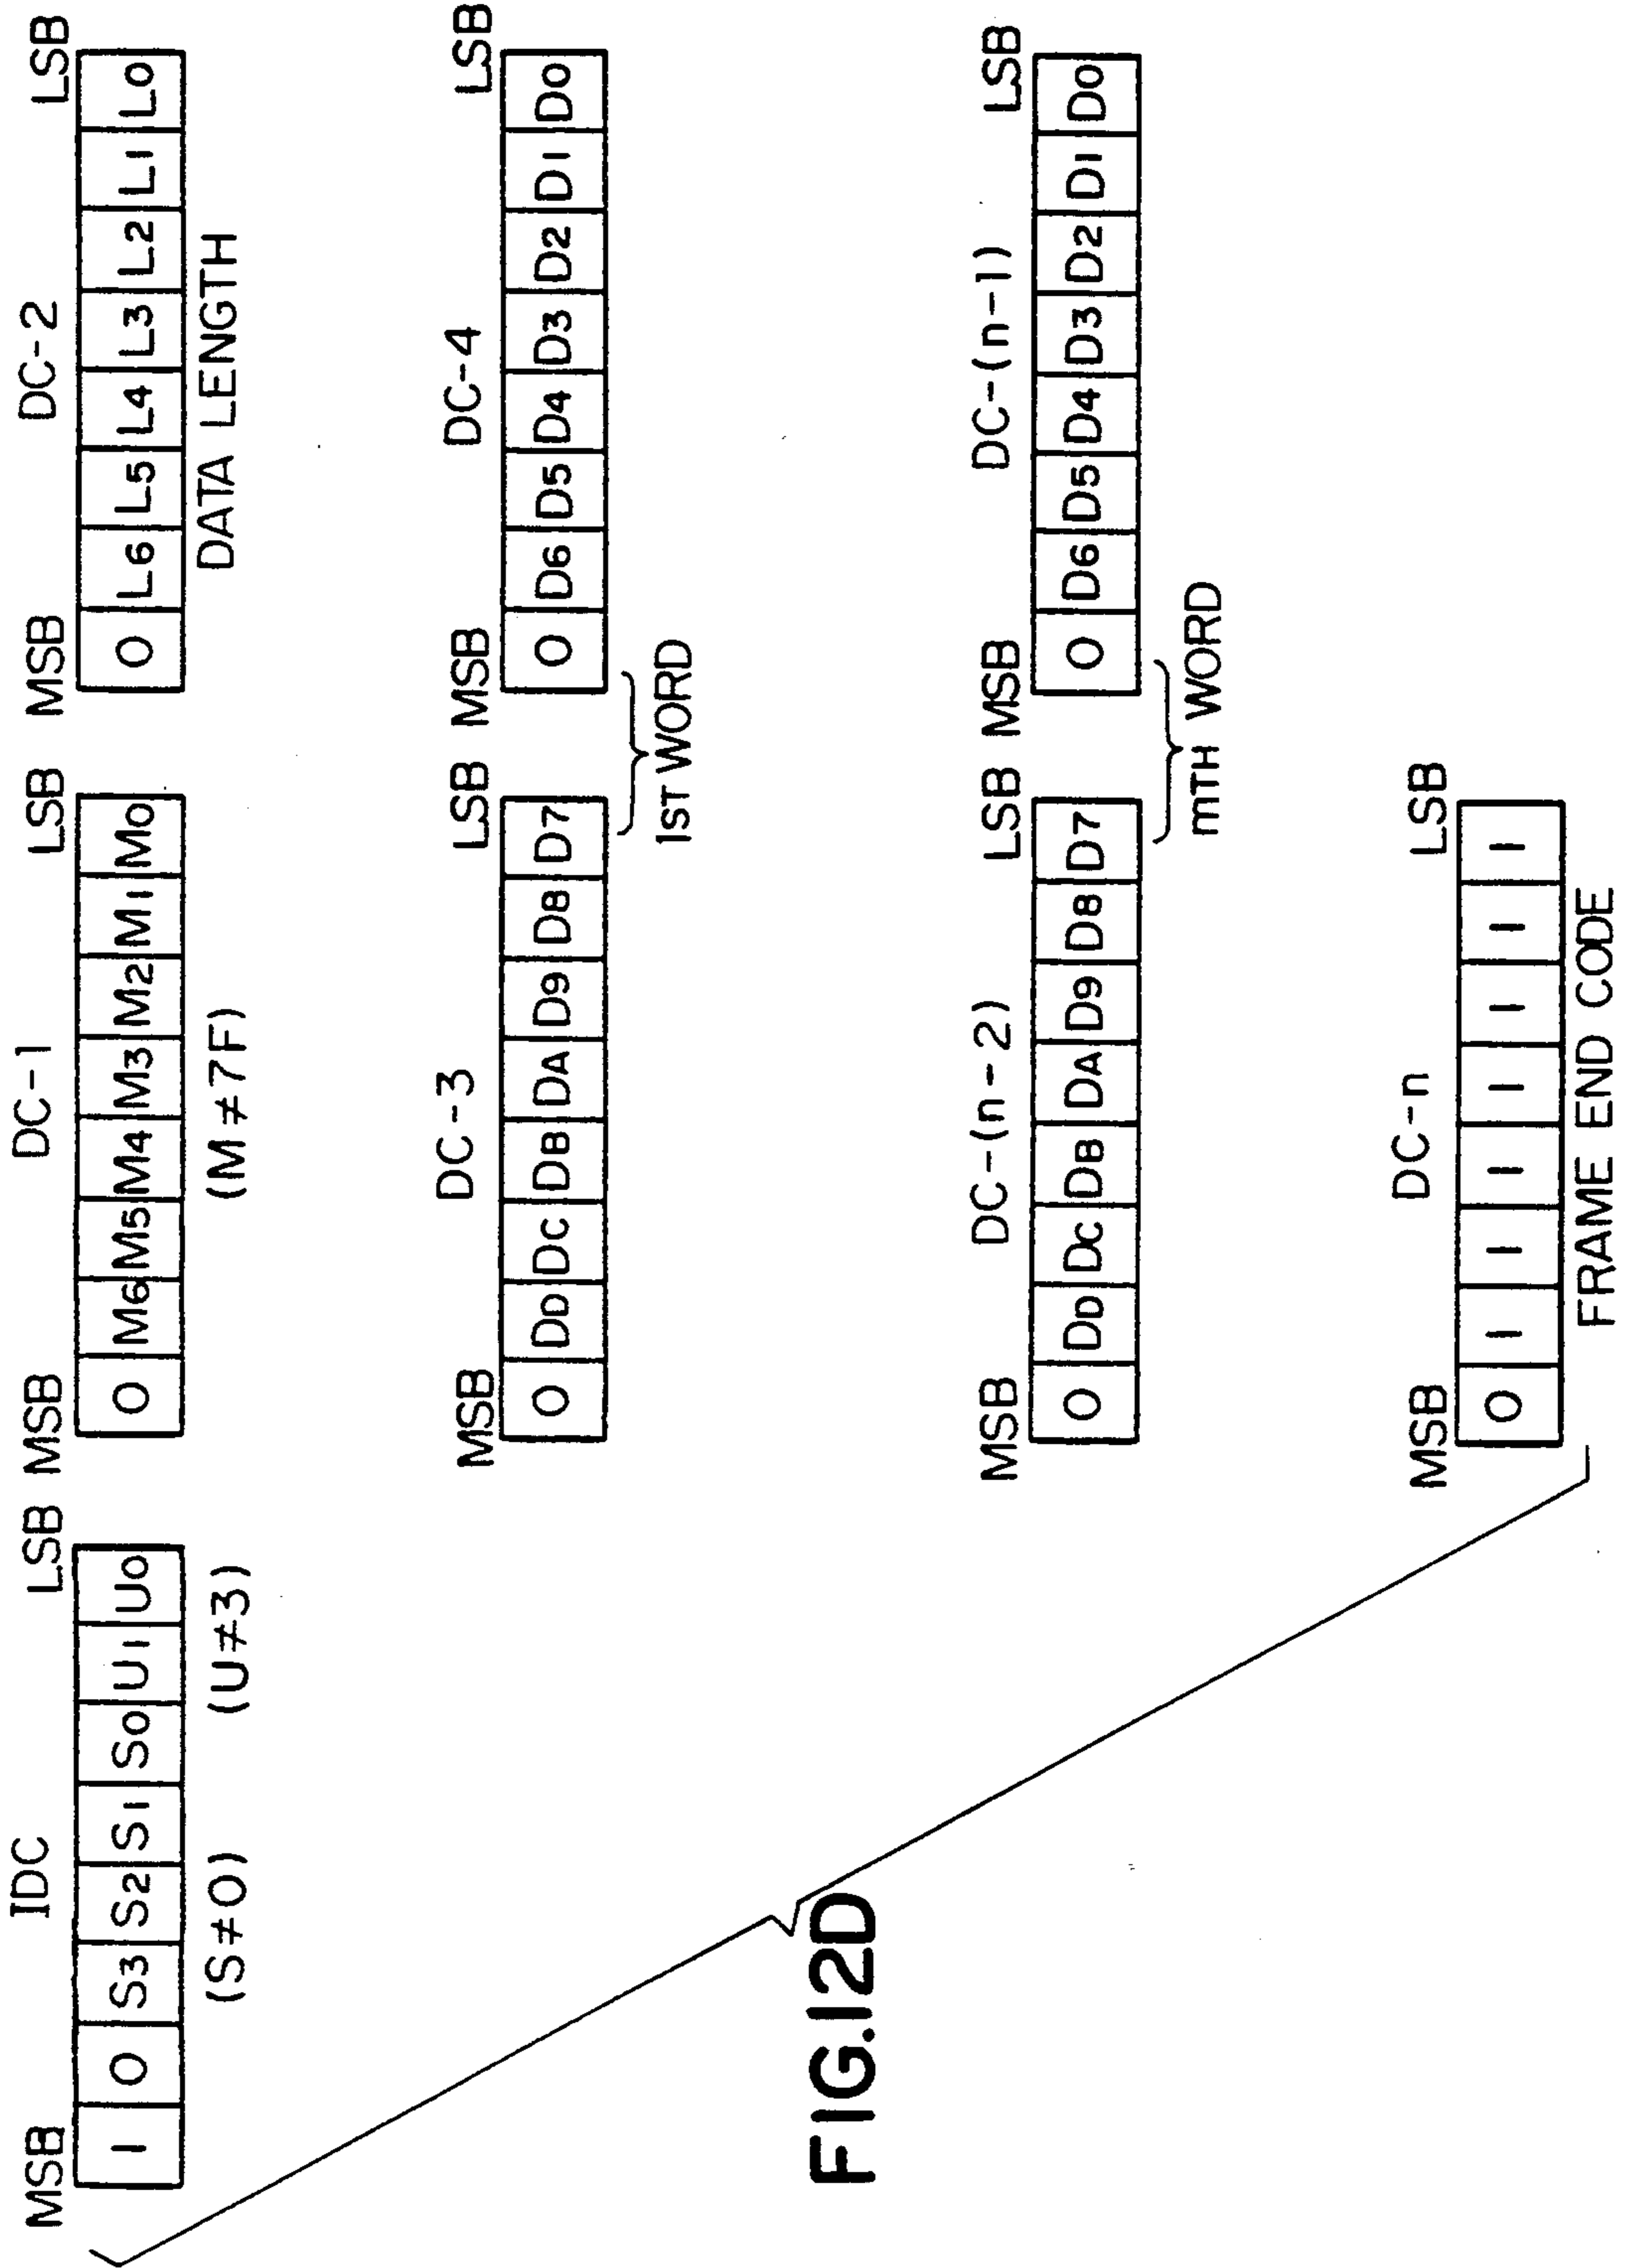 IDC DC-1 DC-2
MSB LSB MSB LSB MSB LSB
1 0 S3 S2 S1 S0 U1 U0
0 M6 M5 M4 M3 M2 M1 M0
0 L6 L5 L4 L3 L2 L1 L0
(S≠0) (U≠3) (M≠7F) DATA LENGTH
DC-3 DC-4
MSB LSB MSB LSB
0 DD DC DB DA D9 D8 D7
0 D6 D5 D4 D3 D2 D1 D0
1ST WORD
DC-(n-2) DC-(n-1)
MSB LSB MSB LSB
0 DD DC DB DA D9 D8 D7
0 D6 D5 D4 D3 D2 D1 D0
mTH WORD
DC-n
MSB LSB
0 1 1 1 1 1 1 1
FRAME END CODE
FIG.12D